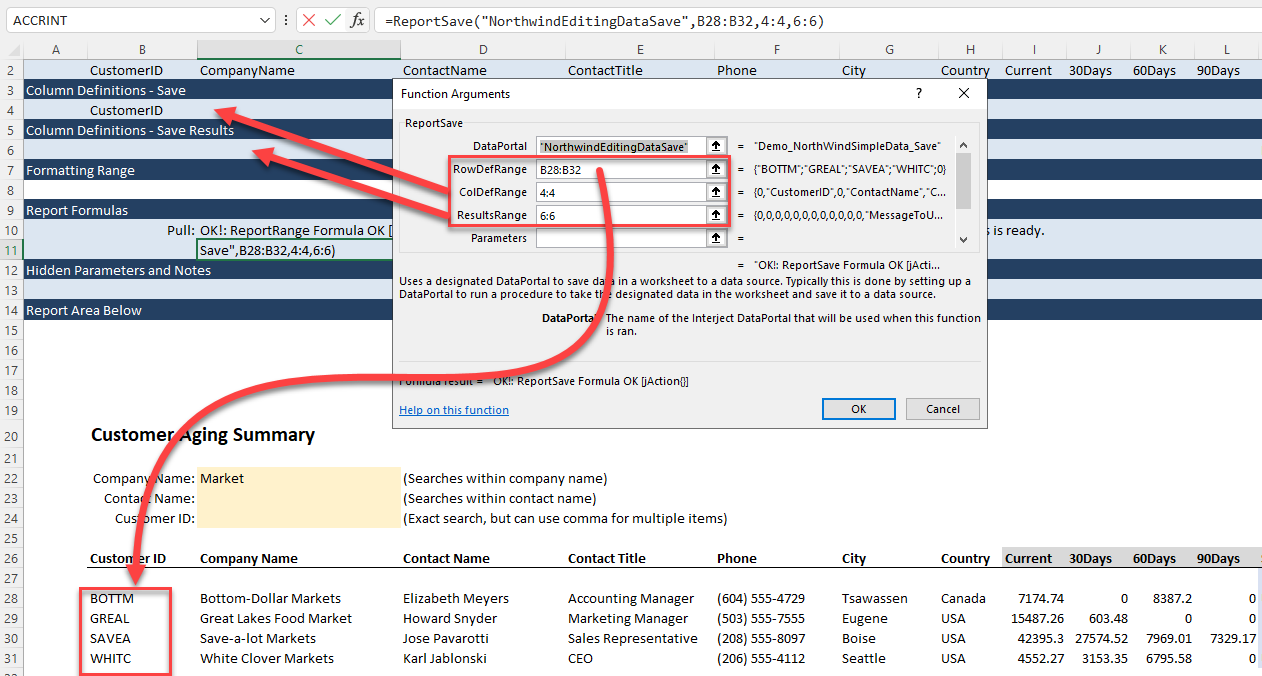 ACCRINT fx =ReportSave("NorthwindEditingDataSave",B28:B32,4:4,6:6)
A B C D E F G H I J K L
2 CustomerID CompanyName ContactName ContactTitle Phone City Country Current 30Days 60Days 90Days
3 Column Definitions - Save
Function Arguments ? ×
4 CustomerID
ReportSave
5 Column Definitions - Save Results
DataPortal "NorthwindEditingDataSave" = "Demo_NorthWindSimpleData_Save"
6
RowDefRange B28:B32 = {"BOTTM";"GREAL";"SAVEA";"WHITC";0}
7 Formatting Range
ColDefRange 4:4 = {0,"CustomerID",0,"ContactName","C...
8
9 Report Formulas
ResultsRange 6:6 = {0,0,0,0,0,0,0,0,0,0,0,0,"MessageToU...
10 Pull: OK!: ReportRange Formula OK [ s is ready.
Parameters =
11 Save",B28:B32,4:4,6:6)
= "OK!: ReportSave Formula OK [jActi...
12 Hidden Parameters and Notes
Uses a designated DataPortal to save data in a worksheet to a data source. Typically this is done by setting up a
13
DataPortal to run a procedure to take the designated data in the worksheet and save it to a data source.
14 Report Area Below
DataPortal The name of the Interject DataPortal that will be used when this function
15
is ran.
16
17
18
Formula result = OK!: ReportSave Formula OK [jAction{}]
19
Help on this function OK Cancel
20 Customer Aging Summary
21
22 Company Name: Market (Searches within company name)
23 Contact Name: (Searches within contact name)
24 Customer ID: (Exact search, but can use comma for multiple items)
25
26 Customer ID Company Name Contact Name Contact Title Phone City Country Current 30Days 60Days 90Days
27
28 BOTTM Bottom-Dollar Markets Elizabeth Meyers Accounting Manager (604) 555-4729 Tsawassen Canada 7174.74 0 8387.2 0
29 GREAL Great Lakes Food Market Howard Snyder Marketing Manager (503) 555-7555 Eugene USA 15487.26 603.48 0 0
30 SAVEA Save-a-lot Markets Jose Pavarotti Sales Representative (208) 555-8097 Boise USA 42395.3 27574.52 7969.01 7329.17
31 WHITC White Clover Markets Karl Jablonski CEO (206) 555-4112 Seattle USA 4552.27 3153.35 6795.58 0